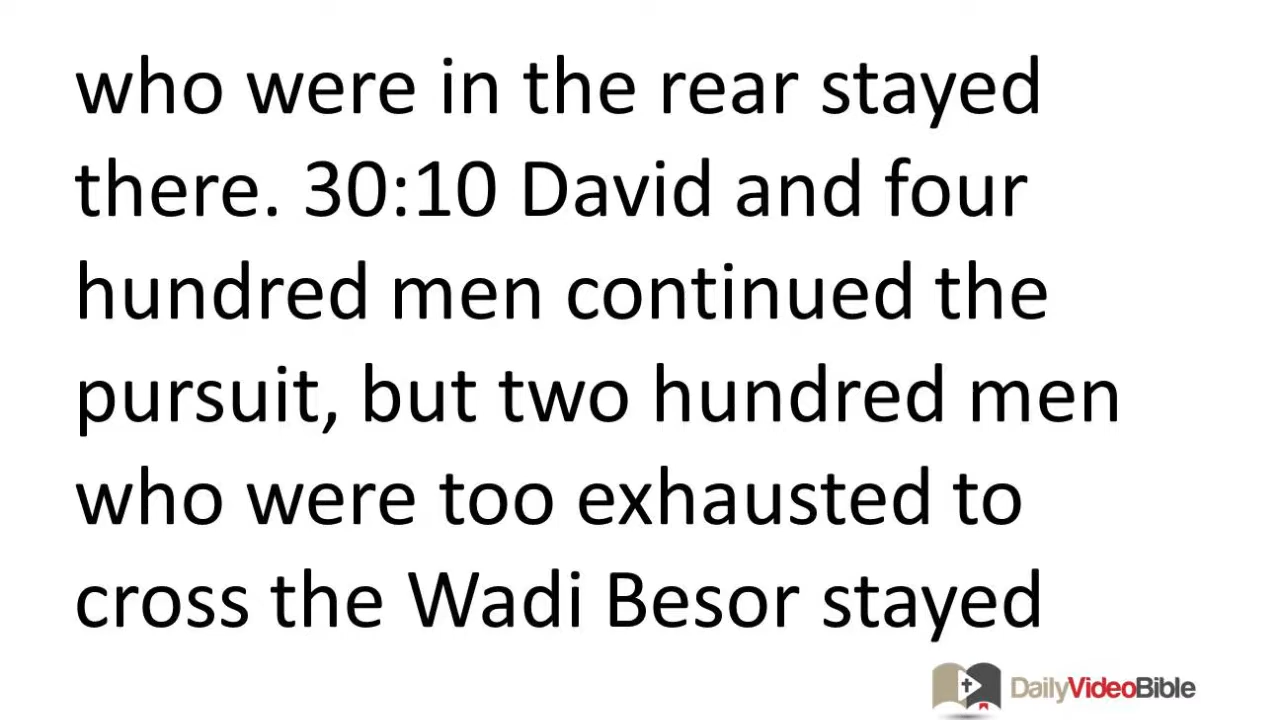 who were in the rear stayed
there. 30:10 David and four
hundred men continued the
pursuit, but two hundred men
who were too exhausted to
cross the Wadi Besor stayed
DailyVideoBible